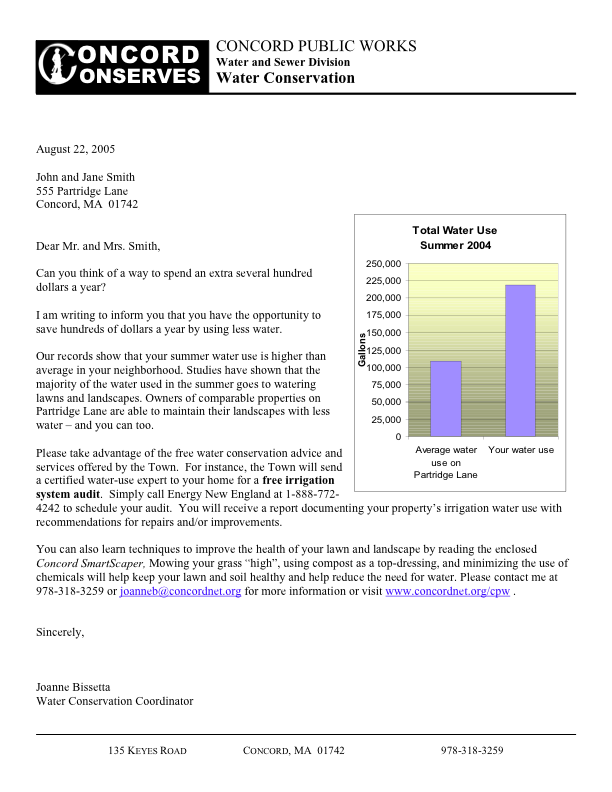 CONCORD
CONSERVES
CONCORD PUBLIC WORKS
Water and Sewer Division
Water Conservation
August 22, 2005
John and Jane Smith
555 Partridge Lane
Concord, MA  01742
Dear Mr. and Mrs. Smith,
Can you think of a way to spend an extra several hundred
dollars a year?
I am writing to inform you that you have the opportunity to
save hundreds of dollars a year by using less water.
Our records show that your summer water use is higher than
average in your neighborhood. Studies have shown that the
majority of the water used in the summer goes to watering
lawns and landscapes. Owners of comparable properties on
Partridge Lane are able to maintain their landscapes with less
water – and you can too.
Total Water Use
Summer 2004
Gallons
250,000
225,000
200,000
175,000
150,000
125,000
100,000
75,000
50,000
25,000
0
Average water
use on
Partridge Lane
Your water use
Please take advantage of the free water conservation advice and
services offered by the Town.  For instance, the Town will send
a certified water-use expert to your home for a free irrigation
system audit.  Simply call Energy New England at 1-888-772-
4242 to schedule your audit.  You will receive a report documenting your property's irrigation water use with
recommendations for repairs and/or improvements.
You can also learn techniques to improve the health of your lawn and landscape by reading the enclosed
Concord SmartScaper, Mowing your grass "high", using compost as a top-dressing, and minimizing the use of
chemicals will help keep your lawn and soil healthy and help reduce the need for water. Please contact me at
978-318-3259 or joanneb@concordnet.org for more information or visit www.concordnet.org/cpw .
Sincerely,
Joanne Bissetta
Water Conservation Coordinator
135 KEYES ROAD
CONCORD, MA  01742
978-318-3259